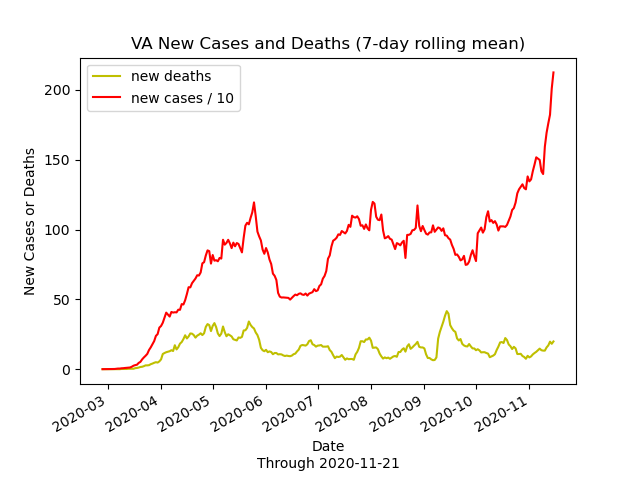 VA New Cases and Deaths (7-day rolling mean)
new deaths
new cases / 10
New Cases or Deaths
200
150
100
50
0
2020-03
2020-04
2020-05
2020-06
2020-07
2020-08
2020-09
2020-10
2020-11
Date
Through 2020-11-21